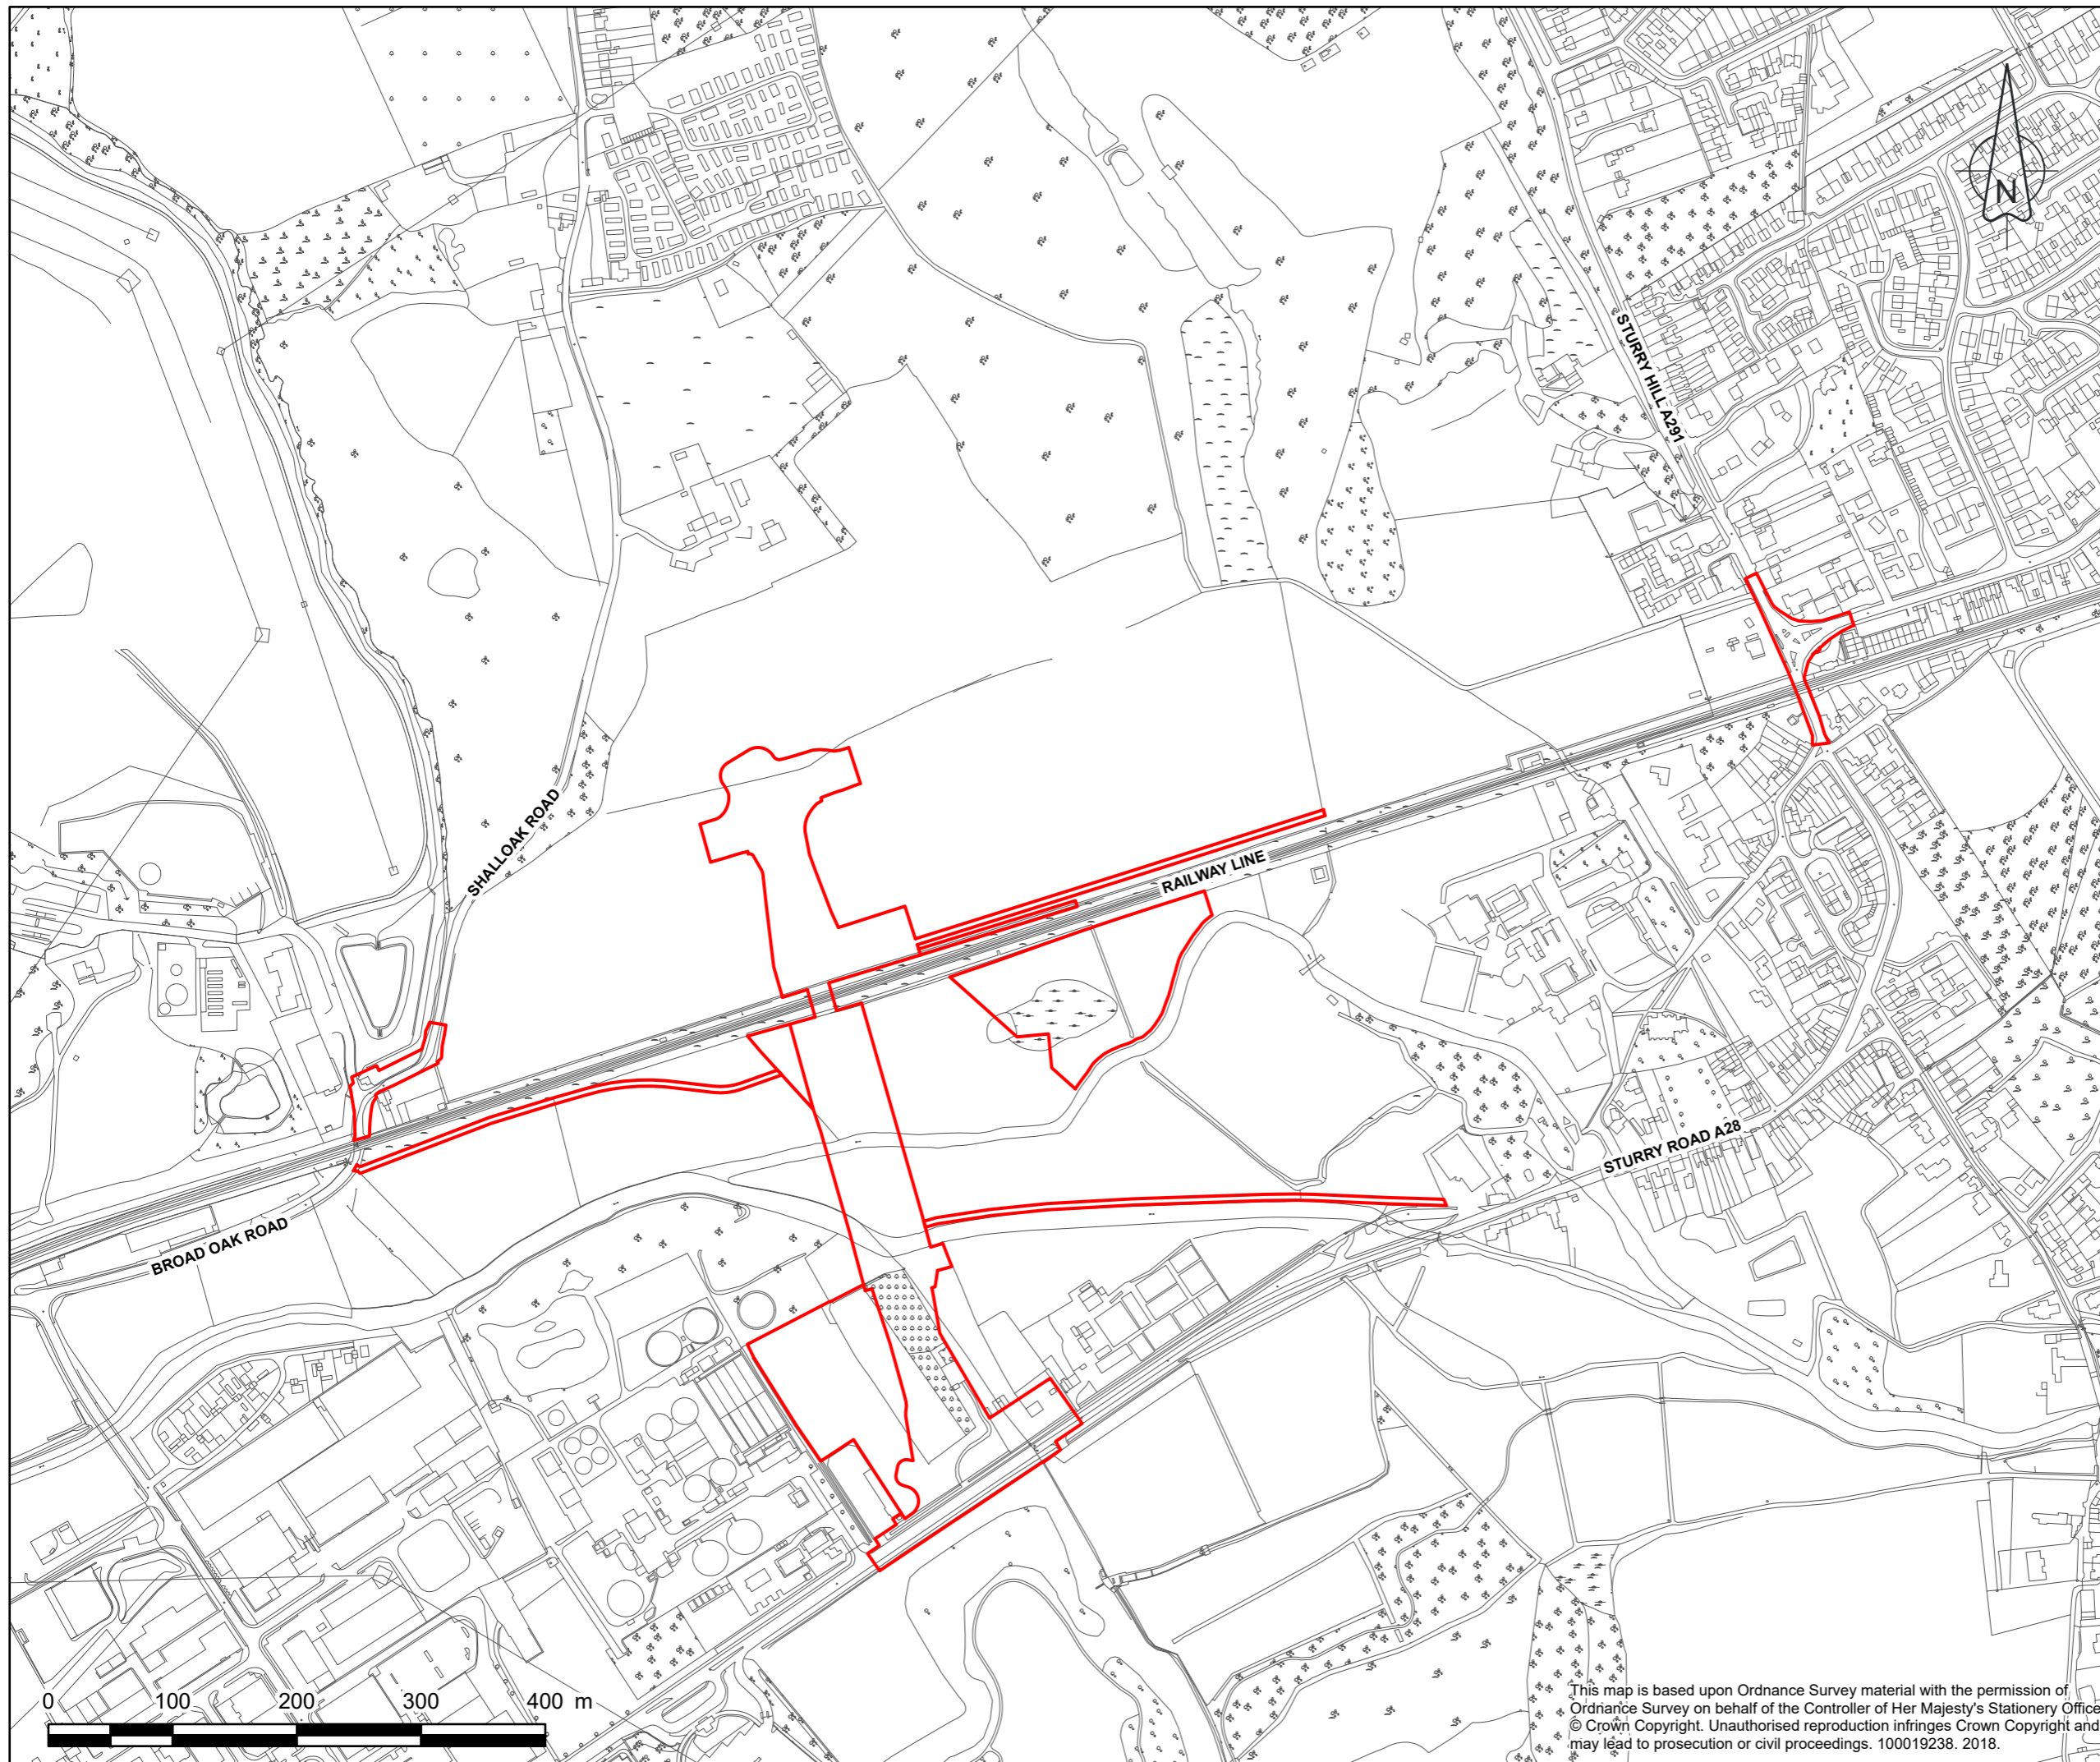 N
STURRY HILL A291
SHALLOAK ROAD
RAILWAY LINE
STURRY ROAD A28
BROAD OAK ROAD
0 100 200 300 400 m
This map is based upon Ordnance Survey material with the permission of
Ordnance Survey on behalf of the Controller of Her Majesty's Stationery Office
© Crown Copyright. Unauthorised reproduction infringes Crown Copyright and
may lead to prosecution or civil proceedings. 100019238. 2018.